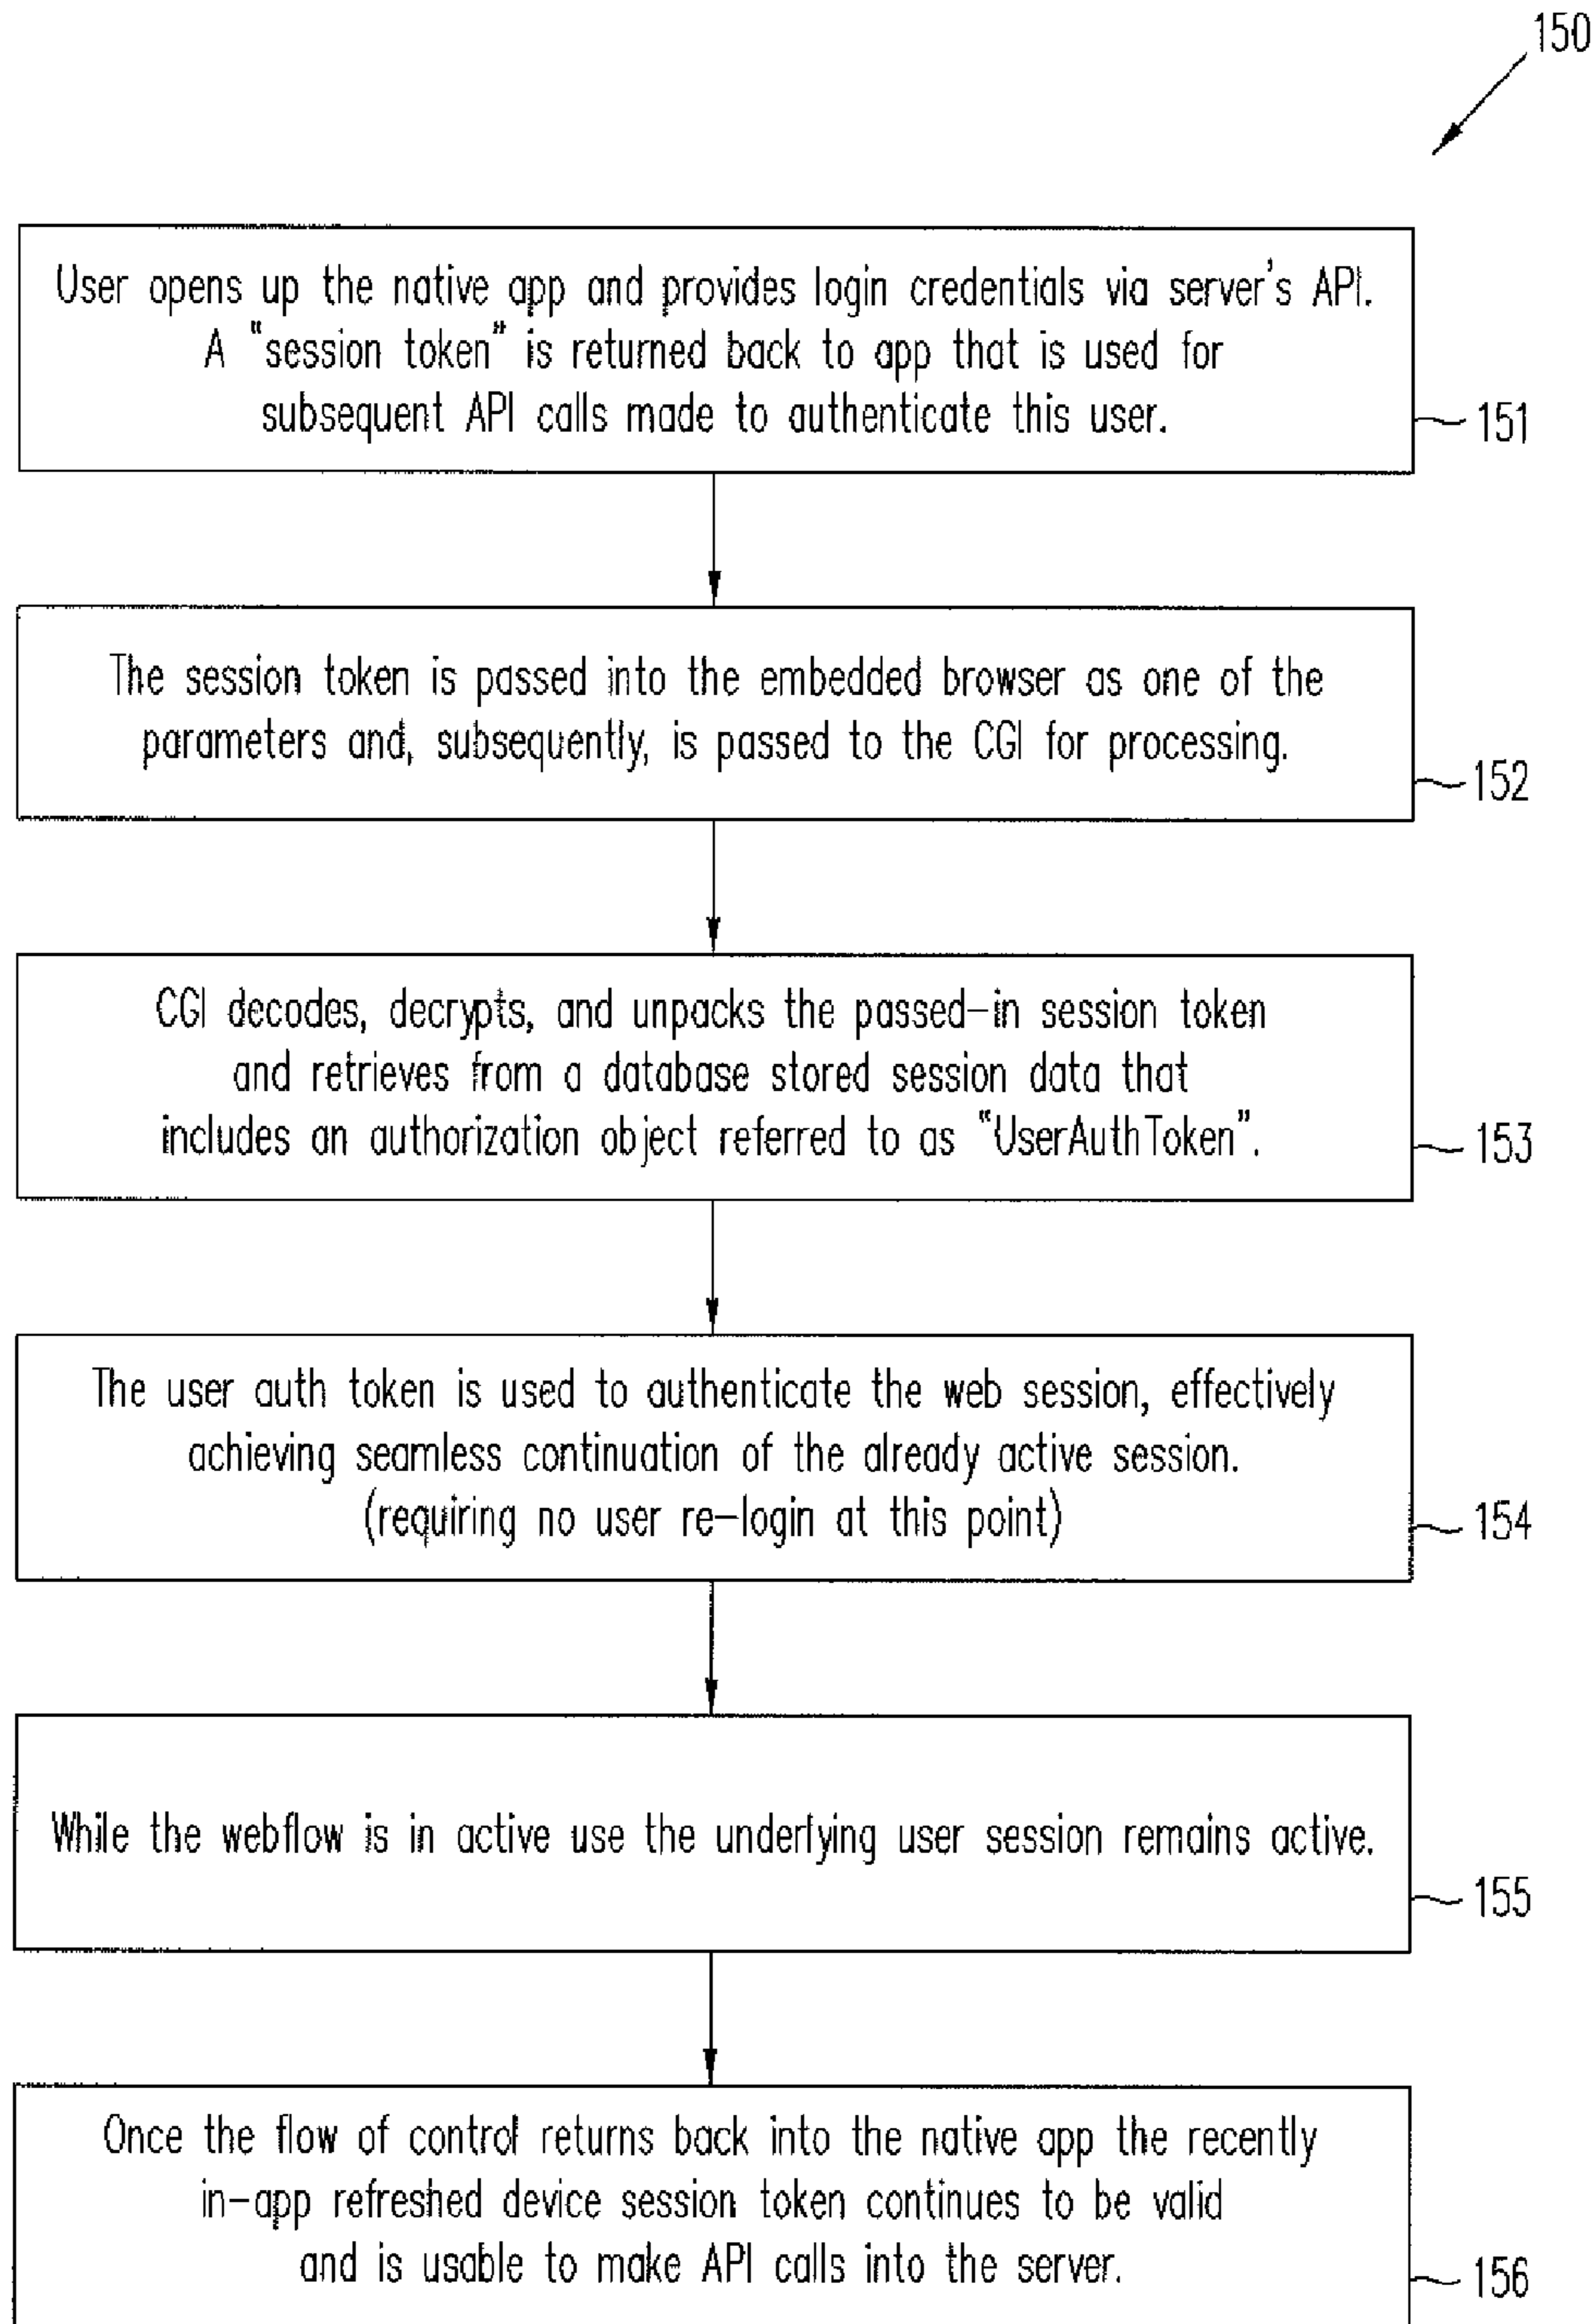 150
User opens up the native app and provides login credentials via server's API.
A "session token" is returned back to app that is used for
subsequent API calls made to authenticate this user.
151
The session token is passed into the embedded browser as one of the
parameters and, subsequently, is passed to the CGI for processing.
152
CGI decodes, decrypts, and unpacks the passed-in session token
and retrieves from a database stored session data that
includes an authorization object referred to as "UserAuthToken".
153
The user auth token is used to authenticate the web session, effectively
achieving seamless continuation of the already active session.
(requiring no user re-login at this point)
154
While the webflow is in active use the underlying user session remains active.
155
Once the flow of control returns back into the native app the recently
in-app refreshed device session token continues to be valid
and is usable to make API calls into the server.
156